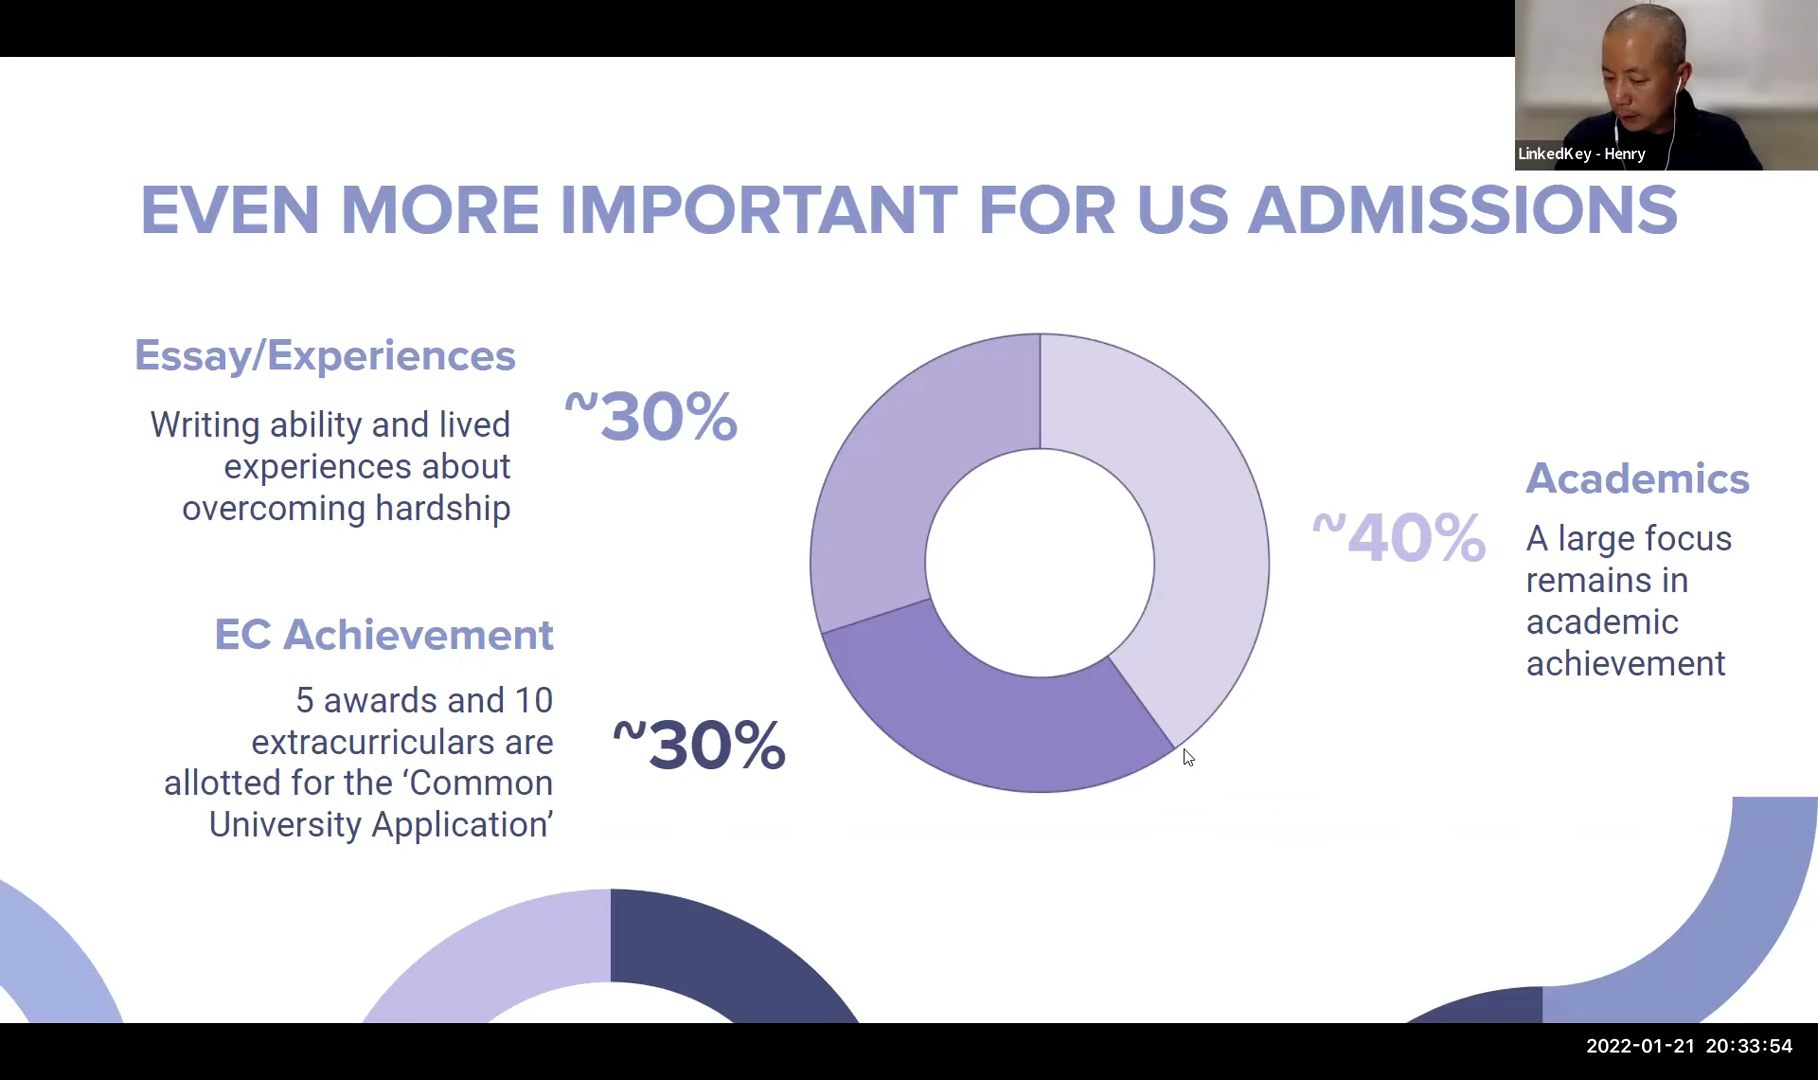 LinkedKey - Henry
EVEN MORE IMPORTANT FOR US ADMISSIONS
Essay/Experiences
~30%
Writing ability and lived
experiences about
overcoming hardship
Academics
~40%
A large focus
remains in
academic
achievement
EC Achievement
5 awards and 10
extracurriculars are
allotted for the ‘Common
University Application’
~30%
2022-01-21 20:33:54